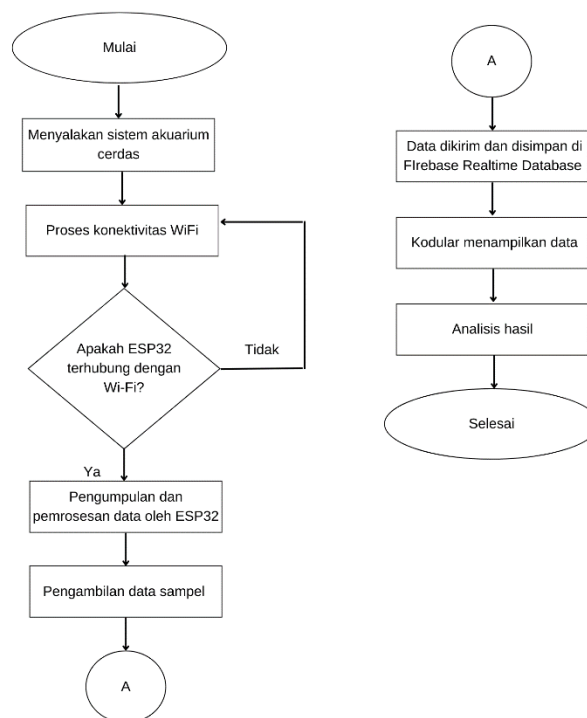 Mulai
Menyalakan sistem akuarium
cerdas
Proses konektivitas WiFi
Apakah ESP32
terhubung dengan
Wi-Fi?
Tidak
Ya
Pengumpulan dan
pemrosesan data oleh ESP32
Pengambilan data sampel
A
A
Data dikirim dan disimpan di
FIrebase Realtime Database
Kodular menampilkan data
Analisis hasil
Selesai